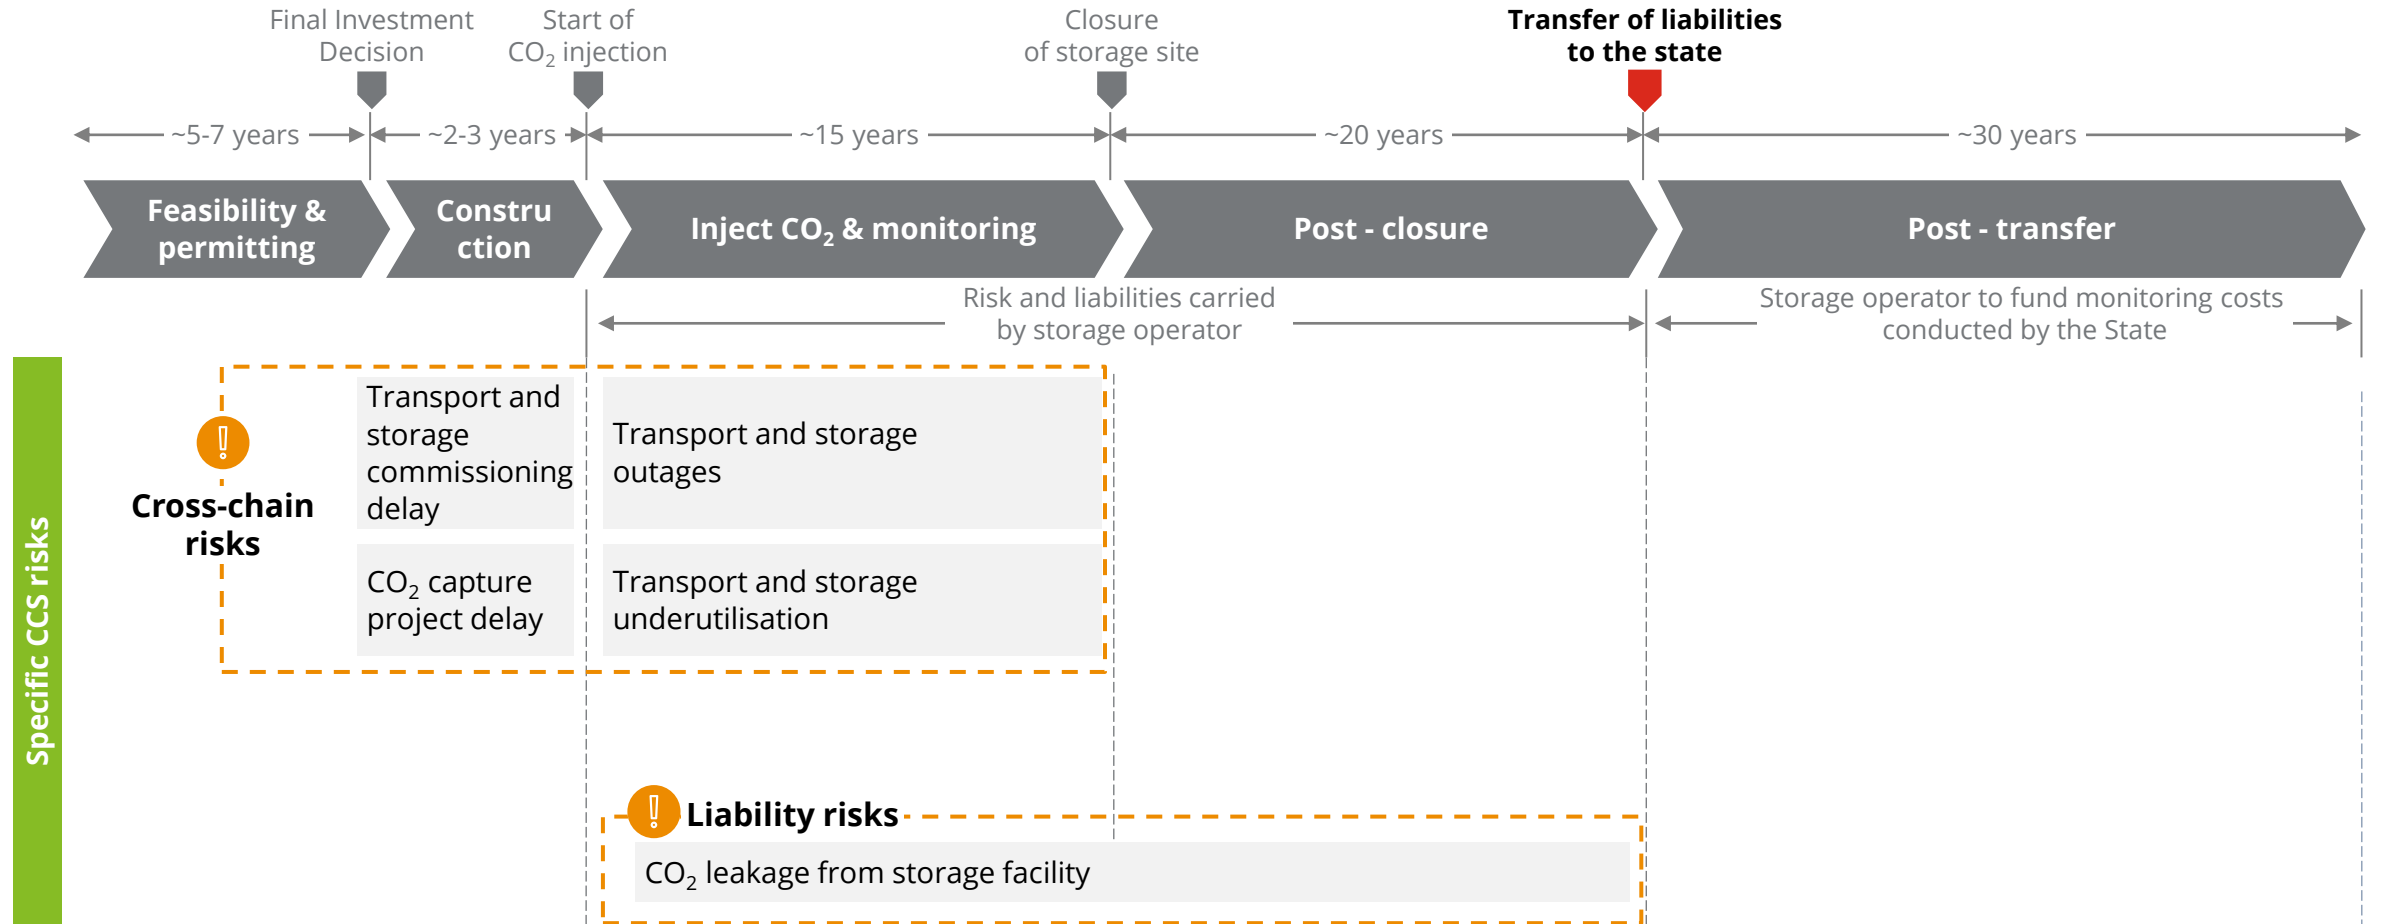 Final Investment
Decision
Start of
CO₂ injection
Closure
of storage site
Transfer of liabilities
to the state
~5-7 years
~2-3 years
~15 years
~20 years
~30 years
Feasibility &
permitting
Constru
ction
Inject CO₂ & monitoring
Post - closure
Post - transfer
Risk and liabilities carried
by storage operator
Storage operator to fund monitoring costs
conducted by the State
Specific CCS risks
!
Cross-chain
risks
Transport and
storage
commissioning
delay
Transport and storage
outages
CO₂ capture
project delay
Transport and storage
underutilisation
!
Liability risks
CO₂ leakage from storage facility